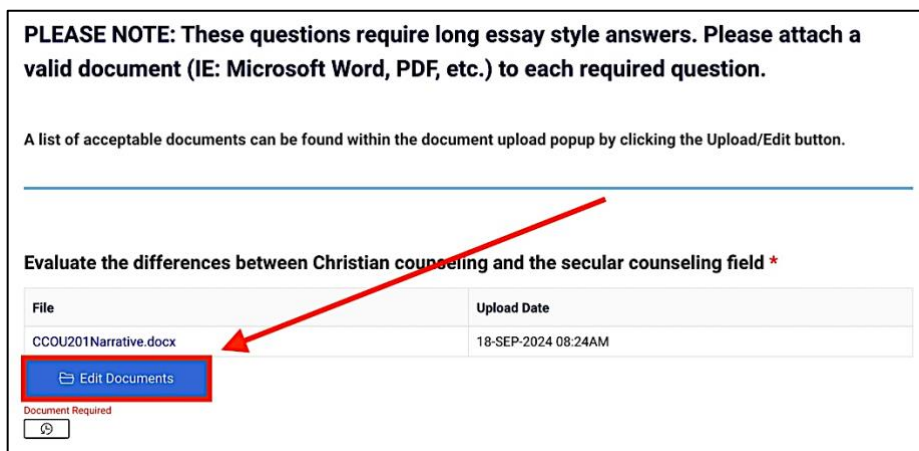 PLEASE NOTE: These questions require long essay style answers. Please attach a
valid document (IE: Microsoft Word, PDF, etc.) to each required question.
A list of acceptable documents can be found within the document upload popup by clicking the Upload/Edit button.
Evaluate the differences between Christian counseling and the secular counseling field *
File Upload Date
CCOU201Narrative.docx 18-SEP-2024 08:24AM
Edit Documents
Document Required